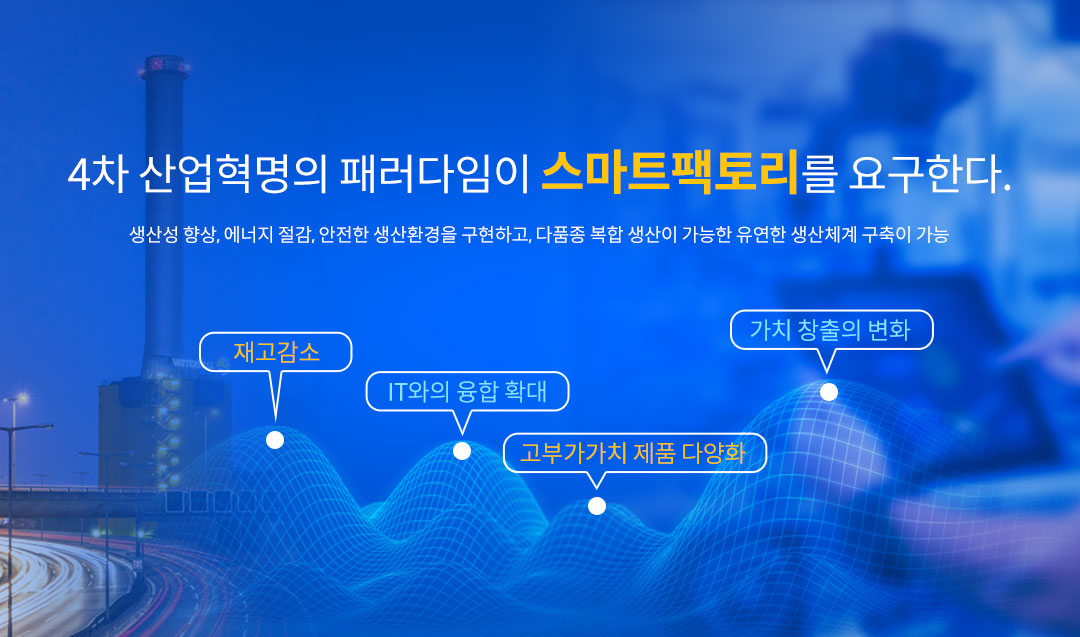 4차 산업혁명의 패러다임이 스마트팩토리를 요구한다.
생산성 향상, 에너지 절감, 안전한 생산환경을 구현하고, 다품종 복합 생산이 가능한 유연한 생산체계 구축이 가능
가치 창출의 변화
재고감소
IT와의 융합 확대
고부가가치 제품 다양화